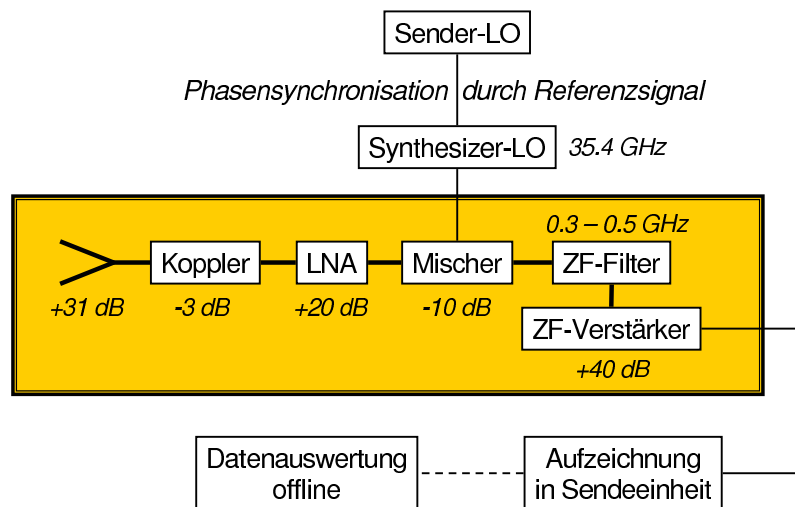 Sender-LO
Phasensynchronisation durch Referenzsignal
Synthesizer-LO 35.4 GHz
0.3 – 0.5 GHz
Koppler LNA Mischer ZF-Filter
+31 dB -3 dB +20 dB -10 dB
ZF-Verstärker
+40 dB
Datenauswertung
offline
Aufzeichnung
in Sendeeinheit